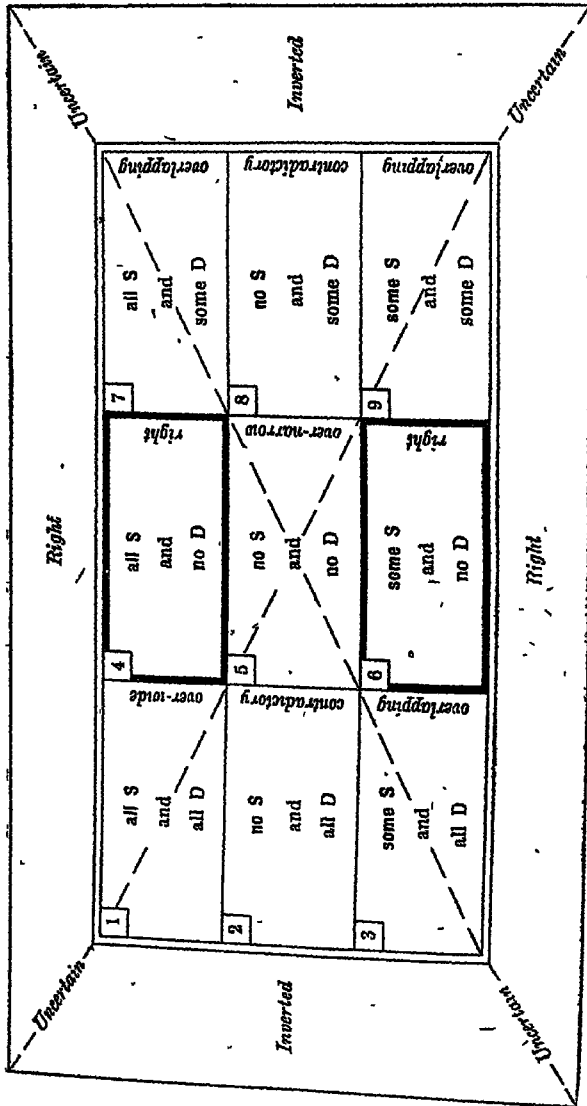 Uncertain
Right
Uncertain
Inverted
1
all S
and
all D
over-wide
4
all S
and
no D
right
7
all S
and
some D
overlapping
2
no S
and
all D
contradictory
5
no S
and
no D
over-narrow
8
no S
and
some D
contradictory
3
some S
and
all D
overlapping
6
some S
and
no D
right
9
some S
and
some D
overlapping
Inverted
Uncertain
Right
Uncertain